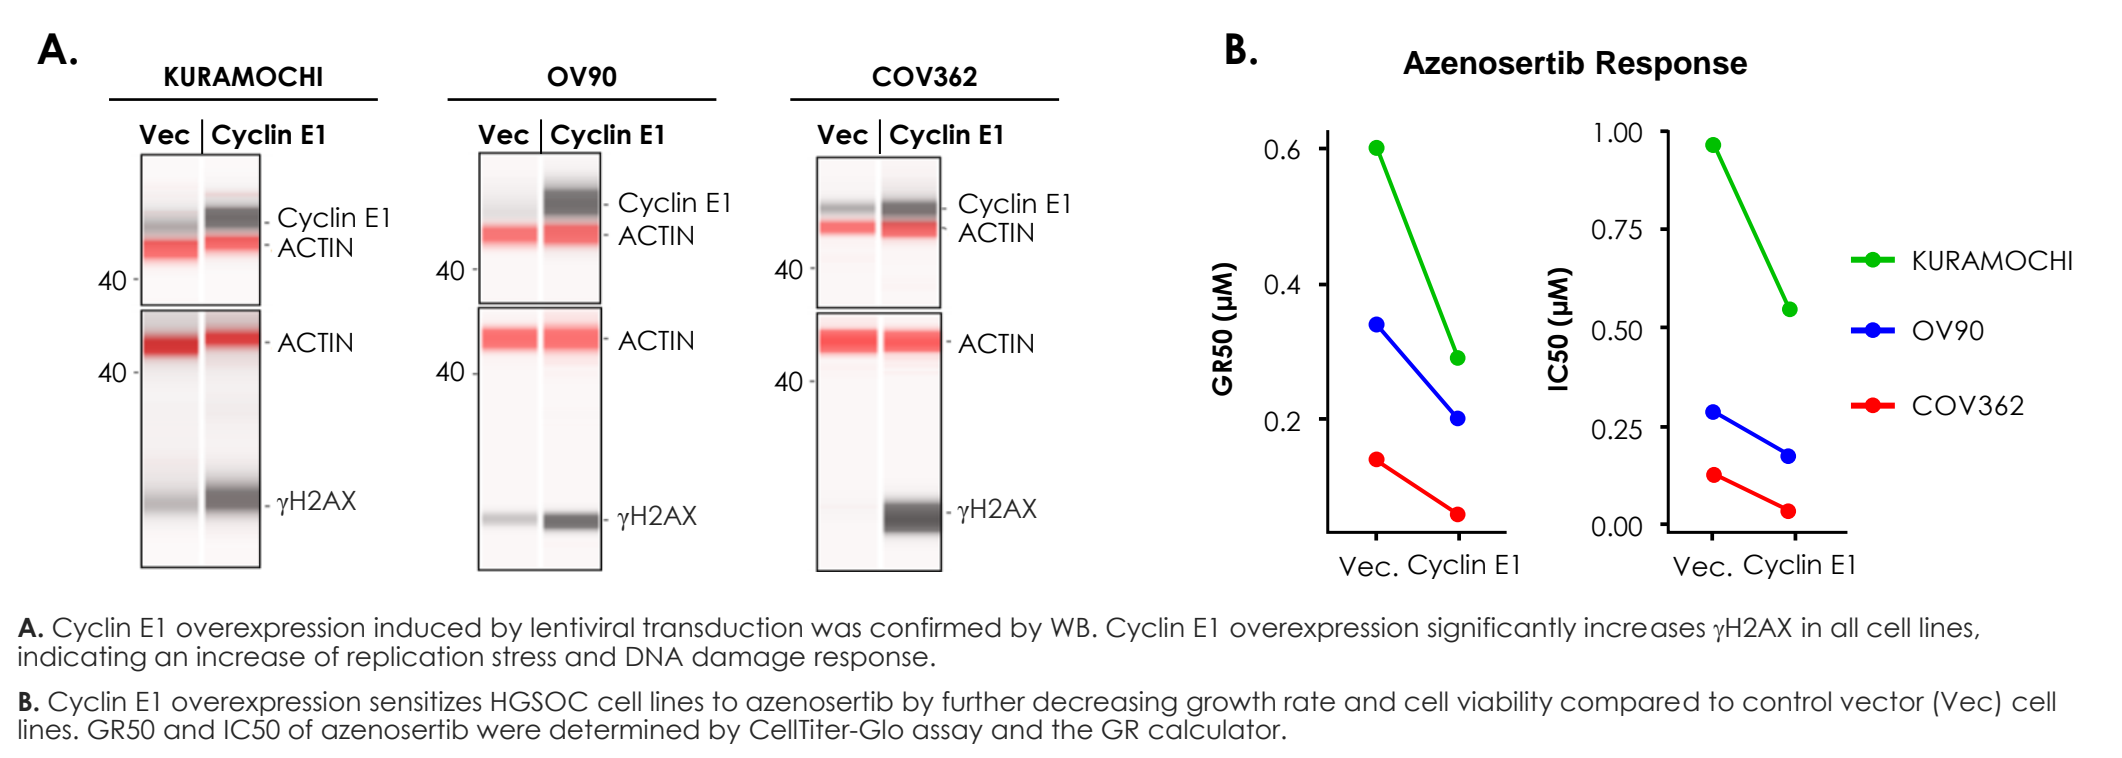 A.
KURAMOCHI
Vec Cyclin E1
Cyclin E1
ACTIN
40
ACTIN
40
γH2AX
OV90
Vec Cyclin E1
Cyclin E1
ACTIN
40
ACTIN
40
γH2AX
COV362
Vec Cyclin E1
Cyclin E1
ACTIN
40
ACTIN
40
γH2AX
B.
Azenosertib Response
GR50 (µM)
0.6
0.4
0.2
Vec. Cyclin E1
IC50 (µM)
1.00
0.75
0.50
0.25
0.00
Vec. Cyclin E1
KURAMOCHI
OV90
COV362
A. Cyclin E1 overexpression induced by lentiviral transduction was confirmed by WB. Cyclin E1 overexpression significantly increases γH2AX in all cell lines,
indicating an increase of replication stress and DNA damage response.
B. Cyclin E1 overexpression sensitizes HGSOC cell lines to azenosertib by further decreasing growth rate and cell viability compared to control vector (Vec) cell
lines. GR50 and IC50 of azenosertib were determined by CellTiter-Glo assay and the GR calculator.